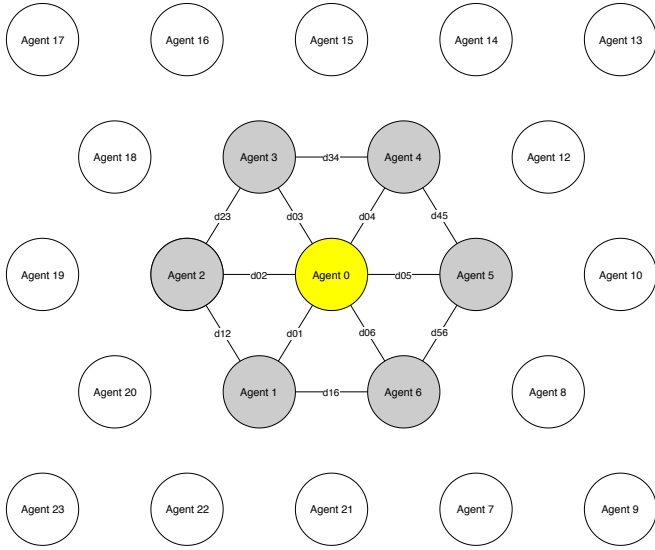 Agent 17 Agent 16 Agent 15 Agent 14 Agent 13
Agent 18 Agent 3 d34 Agent 4 Agent 12
d23 d03 d04 d45
Agent 19 Agent 2 d02 Agent 0 d05 Agent 5 Agent 10
d12 d01 d06 d56
Agent 20 Agent 1 d16 Agent 6 Agent 8
Agent 23 Agent 22 Agent 21 Agent 7 Agent 9